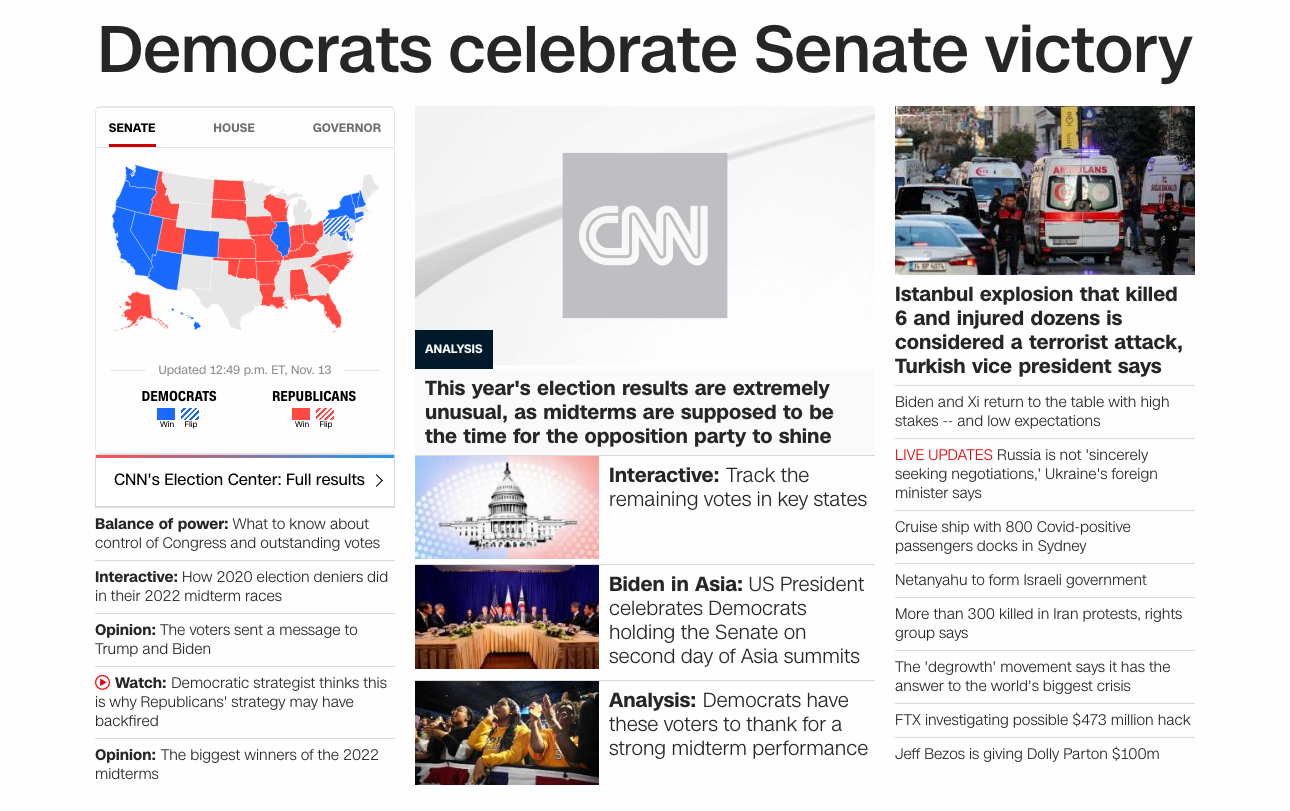 Democrats celebrate Senate victory
SENATE HOUSE GOVERNOR
Updated 12:49 p.m. ET, Nov. 13
DEMOCRATS REPUBLICANS
Win Flip Win Flip
CNN's Election Center: Full results
Balance of power: What to know about
control of Congress and outstanding votes
Interactive: How 2020 election deniers did
in their 2022 midterm races
Opinion: The voters sent a message to
Trump and Biden
Watch: Democratic strategist thinks this
is why Republicans' strategy may have
backfired
Opinion: The biggest winners of the 2022
midterms
CNN
ANALYSIS
This year's election results are extremely
unusual, as midterms are supposed to be
the time for the opposition party to shine
Interactive: Track the
remaining votes in key states
Biden in Asia: US President
celebrates Democrats
holding the Senate on
second day of Asia summits
Analysis: Democrats have
these voters to thank for a
strong midterm performance
AMBULANS
Istanbul explosion that killed
6 and injured dozens is
considered a terrorist attack,
Turkish vice president says
Biden and Xi return to the table with high
stakes -- and low expectations
LIVE UPDATES Russia is not 'sincerely
seeking negotiations,' Ukraine's foreign
minister says
Cruise ship with 800 Covid-positive
passengers docks in Sydney
Netanyahu to form Israeli government
More than 300 killed in Iran protests, rights
group says
The 'degrowth' movement says it has the
answer to the world's biggest crisis
FTX investigating possible $473 million hack
Jeff Bezos is giving Dolly Parton $100m